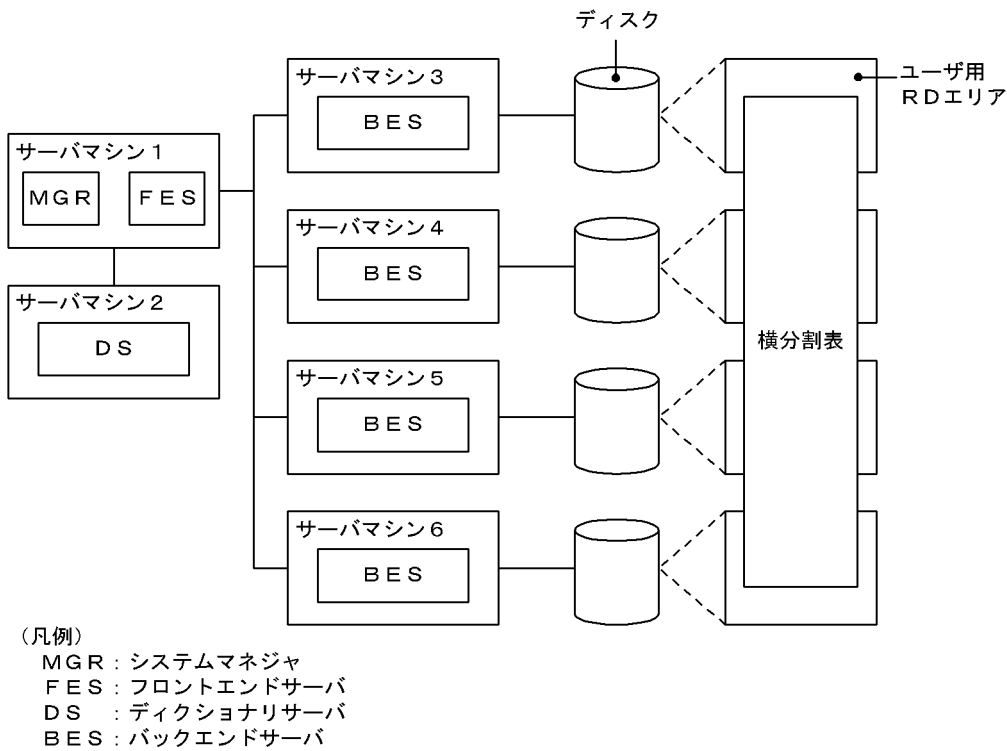 ディスク
サーバマシン３
ＢＥＳ
ユーザ用
ＲＤエリア
サーバマシン１
ＭＧＲ
ＦＥＳ
サーバマシン４
ＢＥＳ
サーバマシン２
ＤＳ
横分割表
サーバマシン５
ＢＥＳ
サーバマシン６
ＢＥＳ
（凡例）
ＭＧＲ：システムマネジャ
ＦＥＳ：フロントエンドサーバ
ＤＳ　：ディクショナリサーバ
ＢＥＳ：バックエンドサーバ